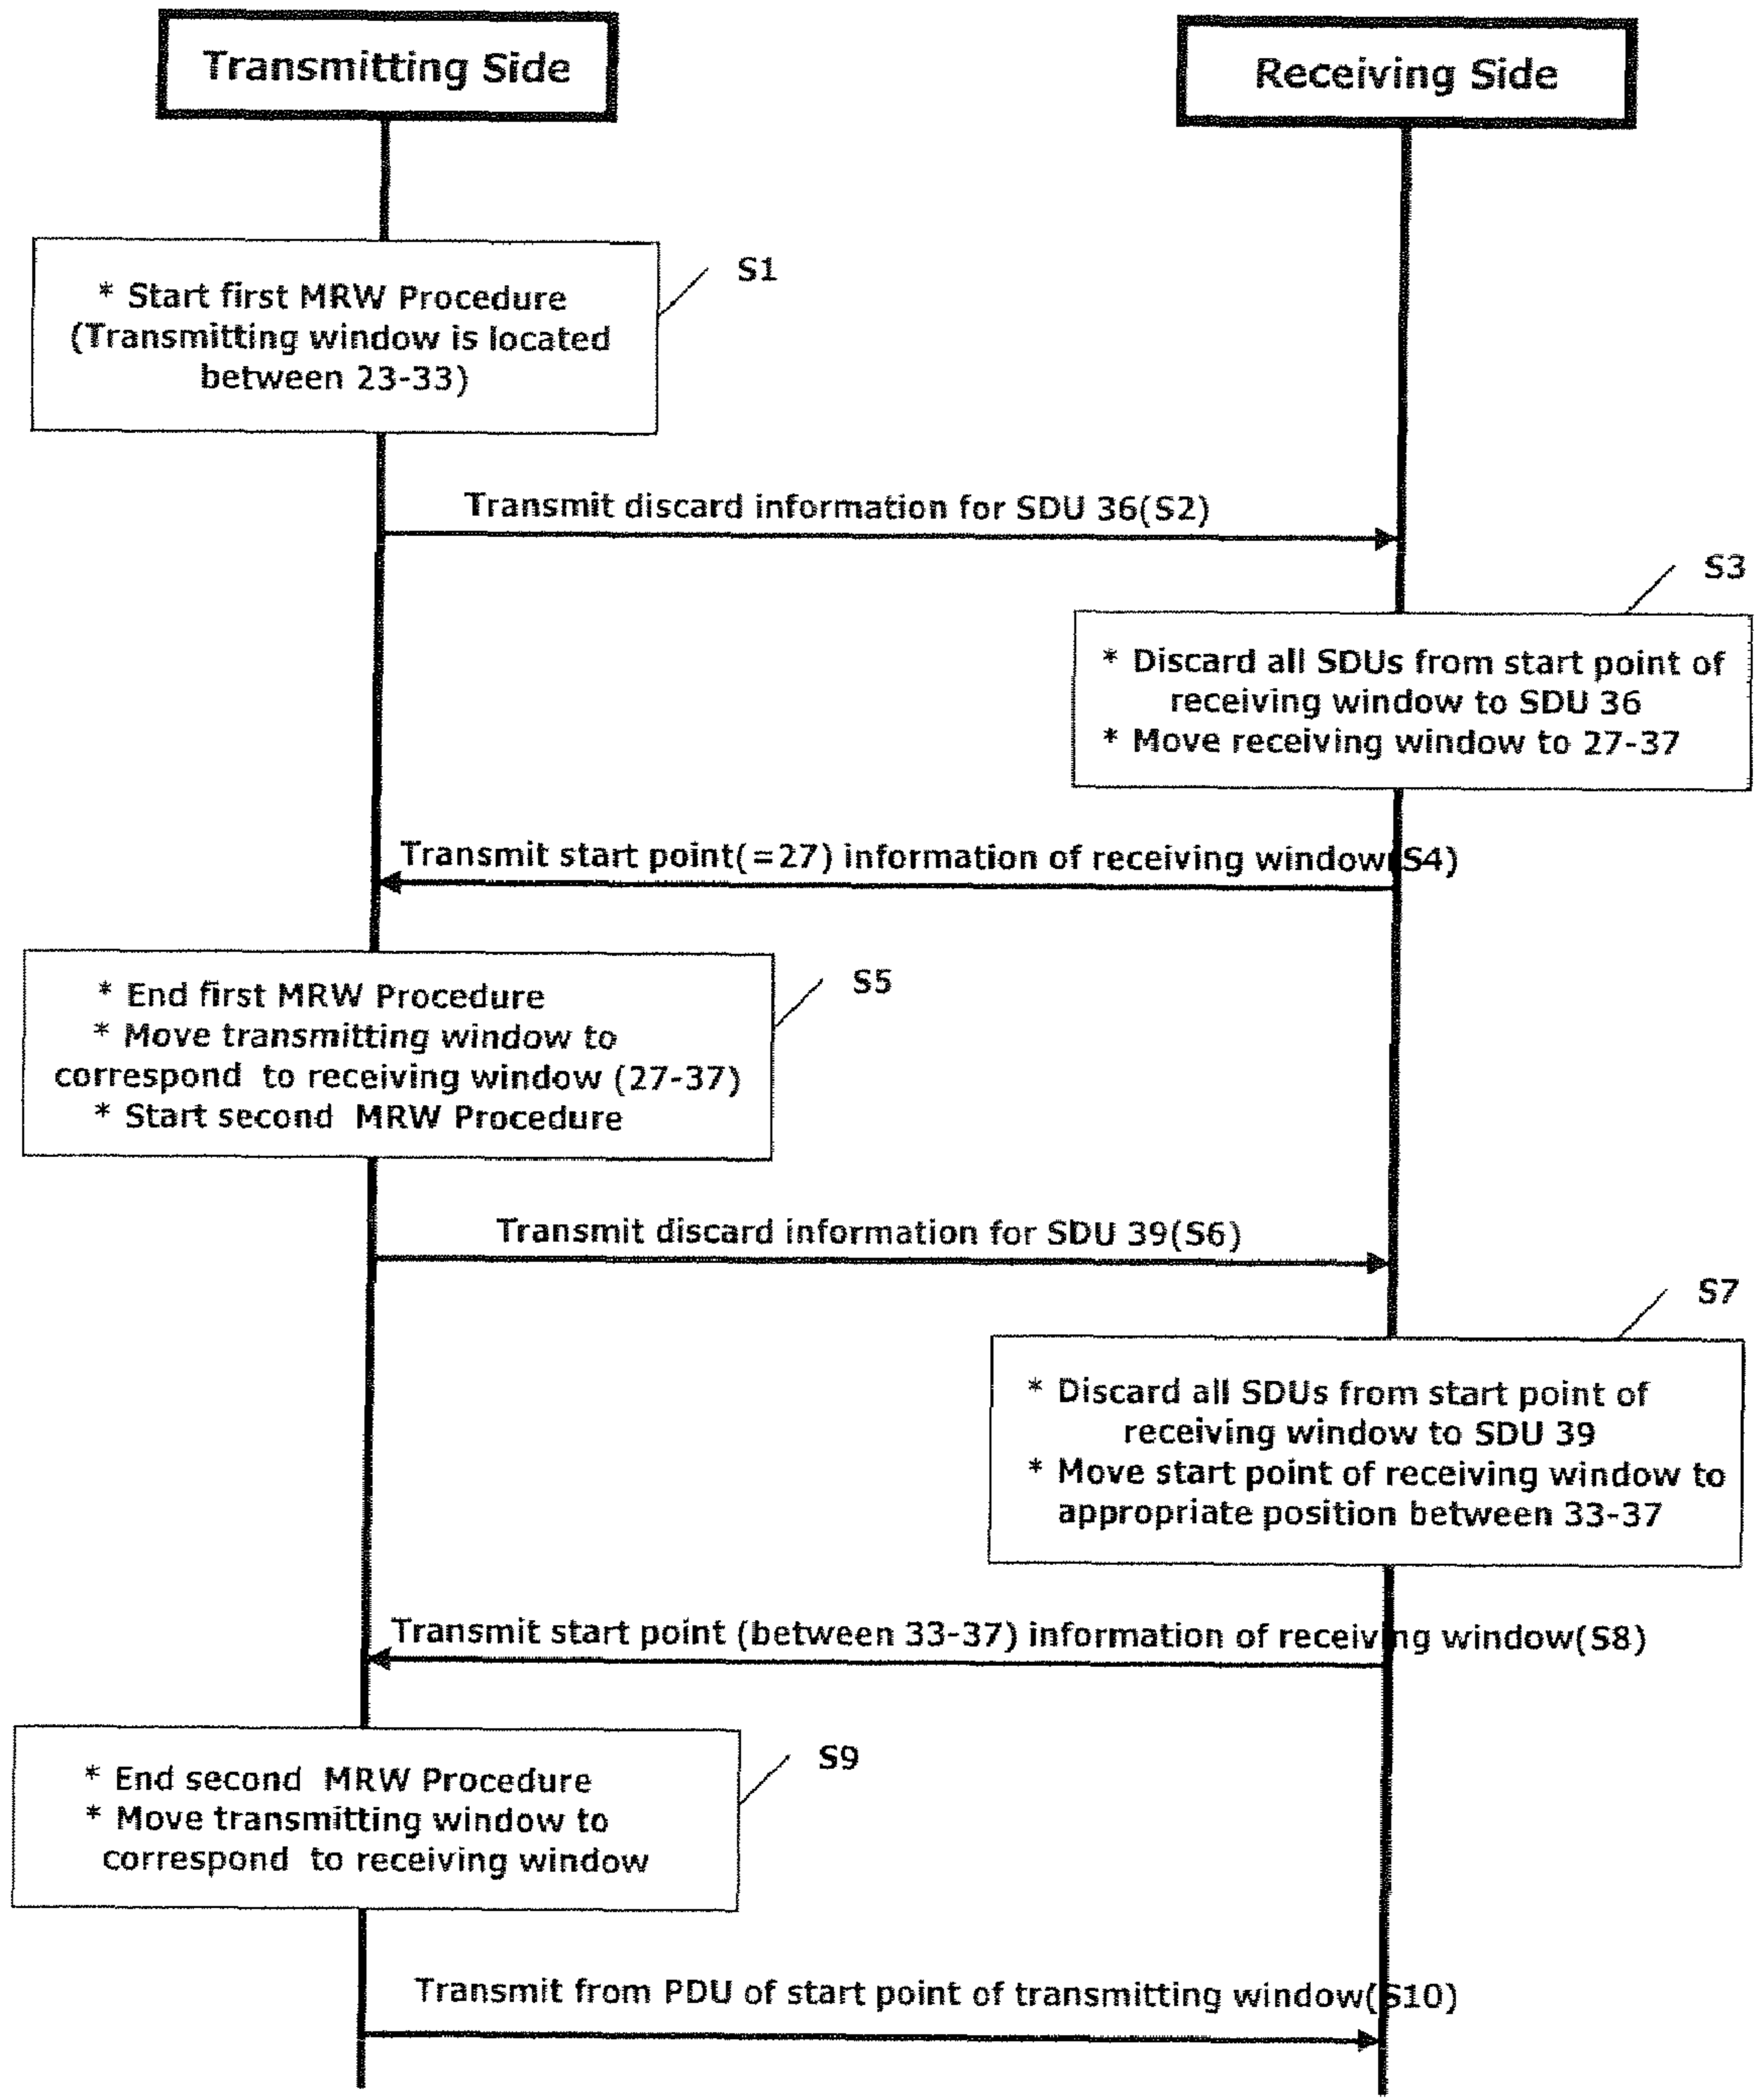 Transmitting Side
Receiving Side
* Start first MRW Procedure
(Transmitting window is located
between 23-33)
S1
Transmit discard information for SDU 36(S2)
S3
* Discard all SDUs from start point of
receiving window to SDU 36
* Move receiving window to 27-37
Transmit start point(=27) information of receiving window(S4)
* End first MRW Procedure
* Move transmitting window to
correspond to receiving window (27-37)
* Start second MRW Procedure
S5
Transmit discard information for SDU 39(S6)
S7
* Discard all SDUs from start point of
receiving window to SDU 39
* Move start point of receiving window to
appropriate position between 33-37
Transmit start point (between 33-37) information of receiving window(S8)
* End second MRW Procedure
* Move transmitting window to
correspond to receiving window
S9
Transmit from PDU of start point of transmitting window(S10)